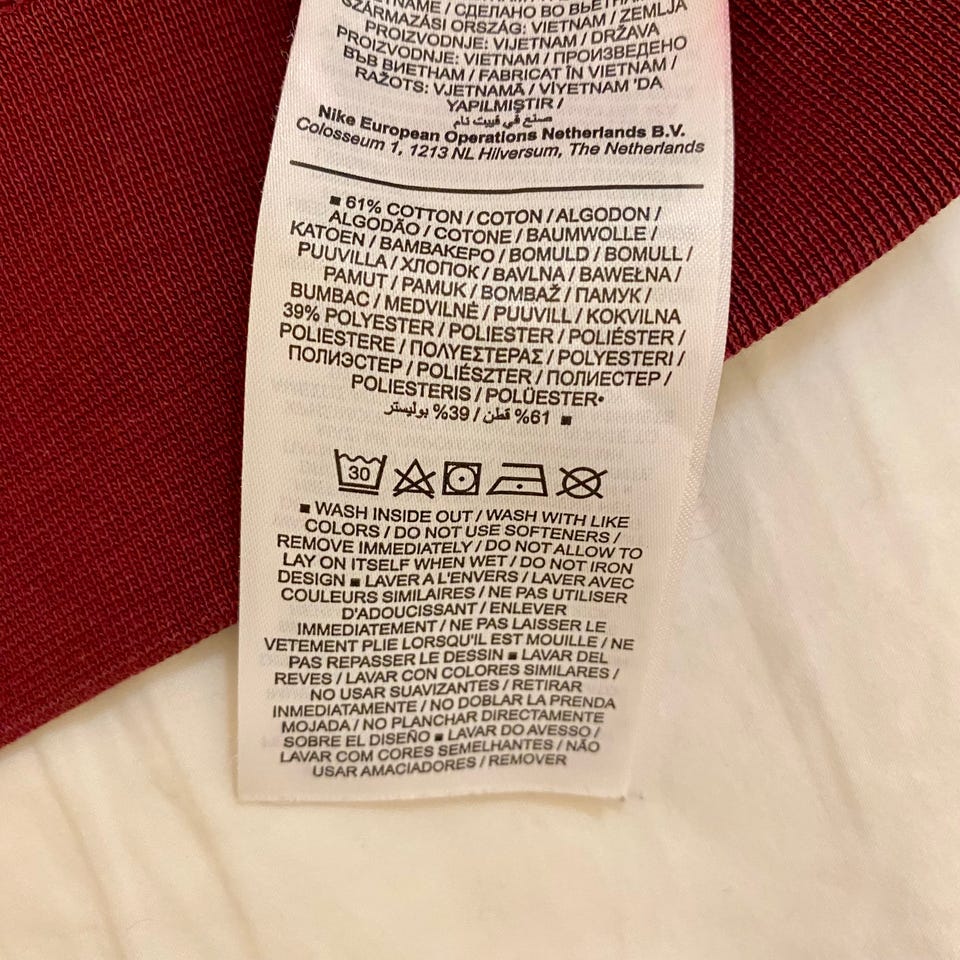 VIETNAME / СДЕЛАНО ВО ВЬЕТНАМЕ
SZÁRMAZÁSI ORSZÁG: VIETNAM / ZEMLJA
PROIZVODNJE: VIJETNAM / DRŽAVA
PROIZVODNJE: VIETNAM / ПРОИЗВЕДЕНО
ВЪВ ВИЕТНАМ / FABRICAT ÎN VIETNAM /
RAŽOTS: VJETNAMĀ / VİYETNAM 'DA
YAPILMIŞTIR /
صنع في فييت نام
Nike European Operations Netherlands B.V.
Colosseum 1, 1213 NL Hilversum, The Netherlands
■ 61% COTTON / COTON / ALGODON /
ALGODÃO / COTONE / BAUMWOLLE /
KATOEN / ΒΑΜΒΑΚΕΡΟ / BOMULD / BOMULL /
PUUVILLA / ХЛОПОК / BAVLNA / BAWEŁNA /
PAMUT / PAMUK / BOMBAŽ / ПАМУК /
BUMBAC / MEDVILNĖ / PUUVILL / KOKVILNA
39% POLYESTER / POLIESTER / POLIÉSTER /
POLIESTERE / ΠΟΛΥΕΣΤΕΡΑΣ / POLYESTERI /
ПОЛИЭСТЕР / POLIÉSZTER / ПОЛИЕСТЕР /
POLIESTERIS / POLÜESTER•
■ 61% قطن / 39% بوليستر
30
■ WASH INSIDE OUT / WASH WITH LIKE
COLORS / DO NOT USE SOFTENERS /
REMOVE IMMEDIATELY / DO NOT ALLOW TO
LAY ON ITSELF WHEN WET / DO NOT IRON
DESIGN ■ LAVER A L'ENVERS / LAVER AVEC
COULEURS SIMILAIRES / NE PAS UTILISER
D'ADOUCISSANT / ENLEVER
IMMEDIATEMENT / NE PAS LAISSER LE
VETEMENT PLIE LORSQU'IL EST MOUILLE / NE
PAS REPASSER LE DESSIN ■ LAVAR DEL
REVES / LAVAR CON COLORES SIMILARES /
NO USAR SUAVIZANTES / RETIRAR
INMEDIATAMENTE / NO DOBLAR LA PRENDA
MOJADA / NO PLANCHAR DIRECTAMENTE
SOBRE EL DISEÑO ■ LAVAR DO AVESSO /
LAVAR COM CORES SEMELHANTES / NÃO
USAR AMACIADORES / REMOVER